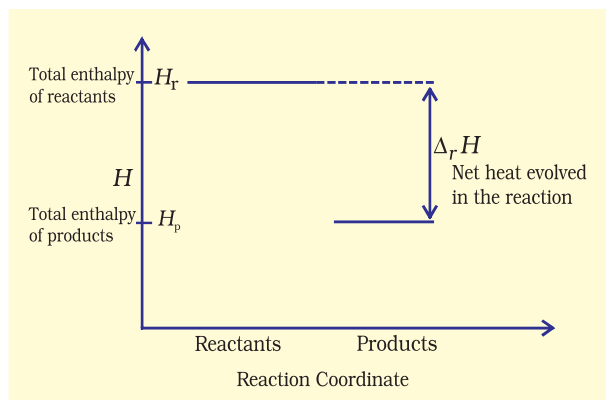 Total enthalpy
of reactants
Hr
H
ΔrH
Net heat evolved
in the reaction
Total enthalpy
of products
Hp
Reactants
Products
Reaction Coordinate